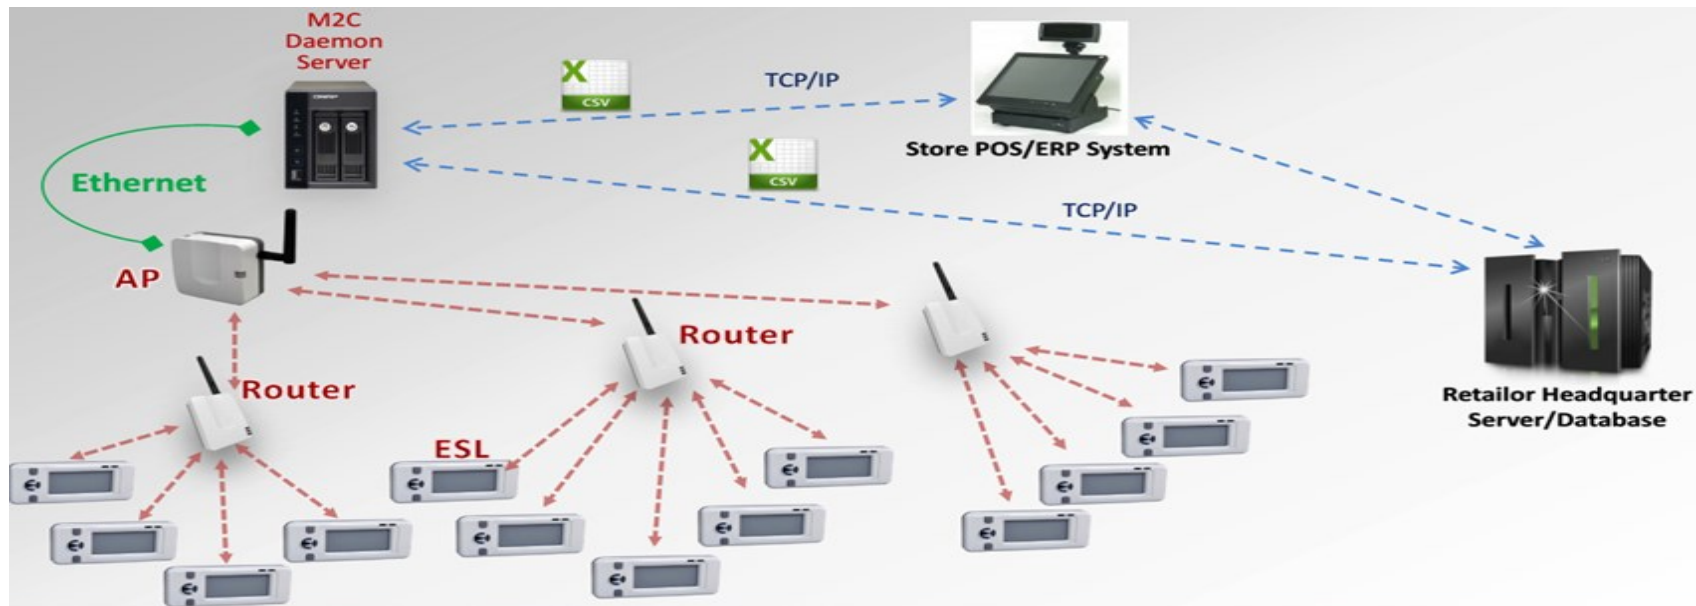 M2C
Daemon
Server
TCP/IP
X
CSV
Store POS/ERP System
X
CSV
Ethernet
TCP/IP
AP
Router
Router
Retailor Headquarter
Server/Database
ESL